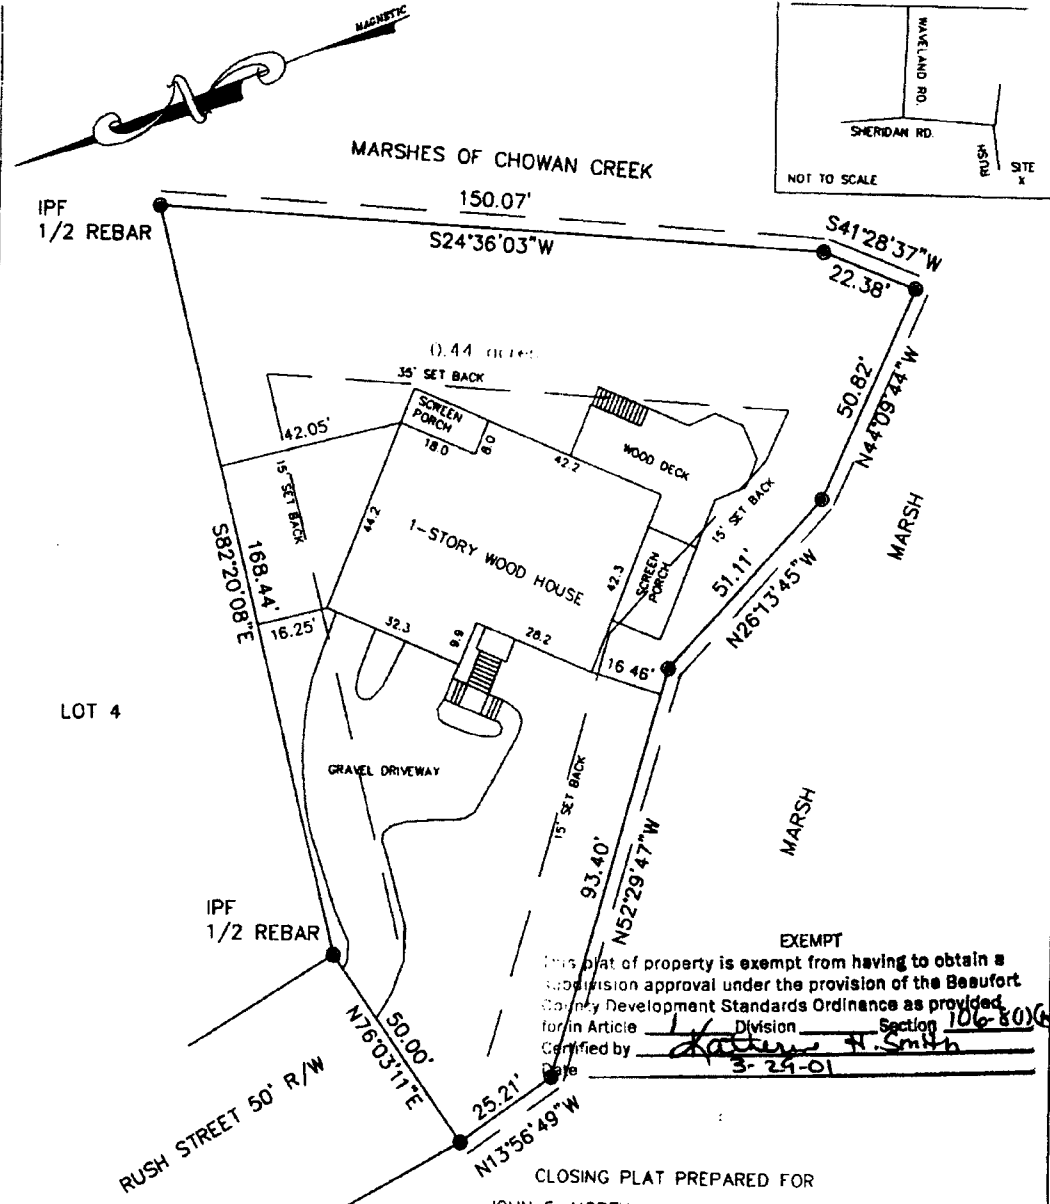 MAGNETIC
WAVELAND RD.
SHERIDAN RD.
RUSH
SITE
X
NOT TO SCALE
MARSHES OF CHOWAN CREEK
150.07'
S24°36'03"W
IPF
1/2 REBAR
S41°28'37"W
22.38'
0.44 acres
35' SET BACK
SCREEN
PORCH
18.0
8.0
42.05'
42.2
WOOD DECK
50.82'
N44°09'44"W
15' SET BACK
15' SET BACK
44.2
1-STORY WOOD HOUSE
42.3
SCREEN
PORCH
MARSH
51.11'
N26°13'45"W
168.44'
S82°20'08"E
16.25'
32.3
9.9
28.2
16.46'
LOT 4
GRAVEL DRIVEWAY
15' SET BACK
MARSH
93.40'
N52°29'47"W
IPF
1/2 REBAR
EXEMPT
This plat of property is exempt from having to obtain a
subdivision approval under the provision of the Beaufort
County Development Standards Ordinance as provided
for in Article 1 Division Section 106-80)
Certified by Katherine H. Smith
Date 3-29-01
50.00'
N76°03'11"E
RUSH STREET 50' R/W
25.21'
N13°56'49"W
CLOSING PLAT PREPARED FOR